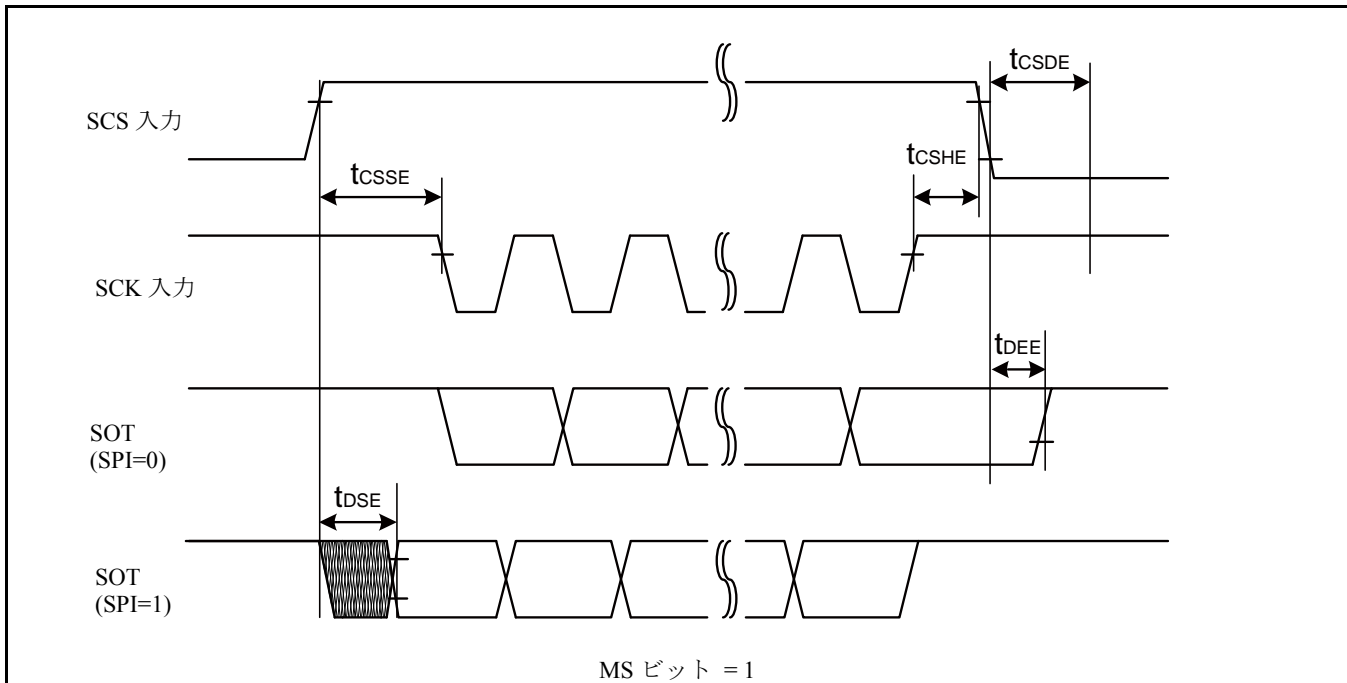 tCSDE
SCS 入力
tCSHE
tCSSE
SCK 入力
tDEE
SOT
(SPI=0)
tDSE
SOT
(SPI=1)
MS ビット = 1